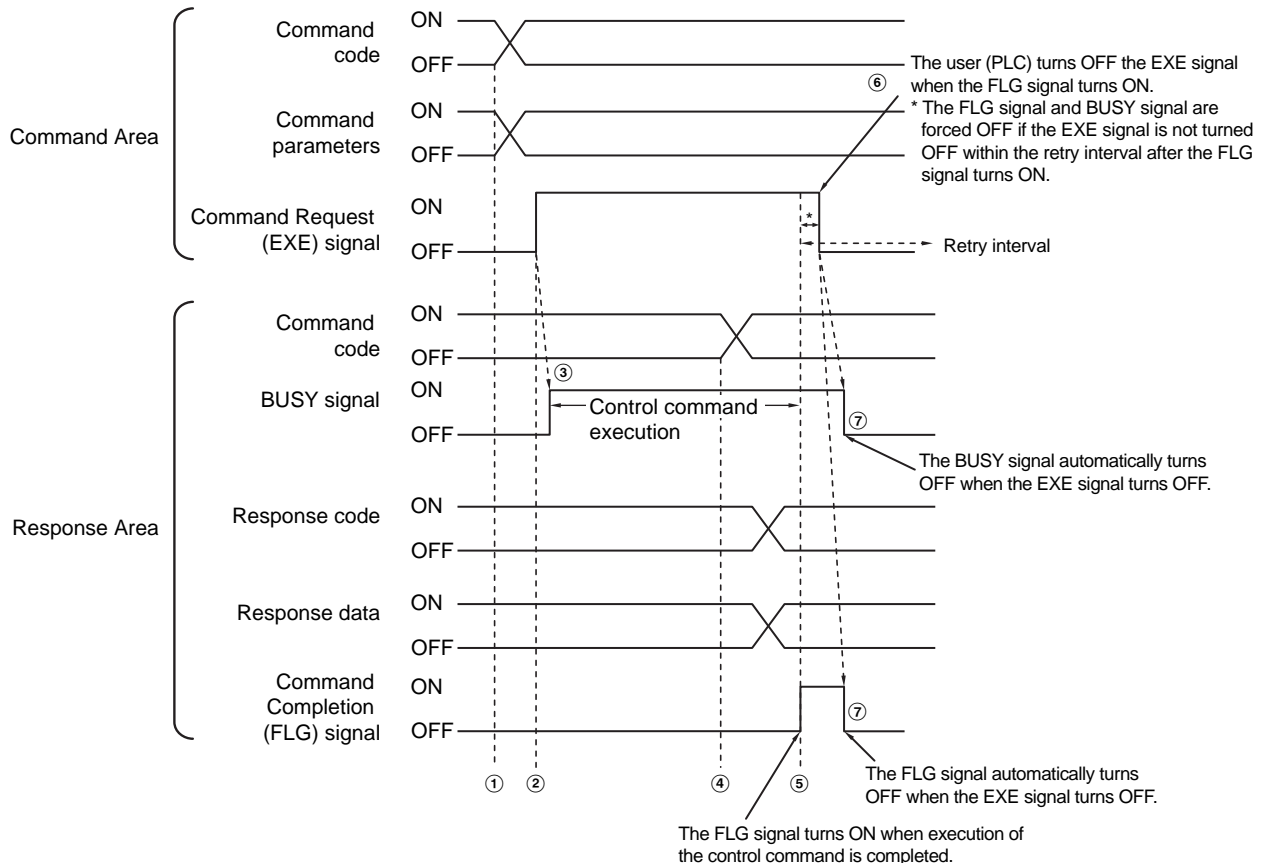 Command Area
Command
code
ON
OFF
Command
parameters
ON
OFF
Command Request
(EXE) signal
ON
OFF
⑥
The user (PLC) turns OFF the EXE signal
when the FLG signal turns ON.
* The FLG signal and BUSY signal are
forced OFF if the EXE signal is not turned
OFF within the retry interval after the FLG
signal turns ON.
*
Retry interval
Response Area
Command
code
ON
OFF
③
BUSY signal
ON
OFF
Control command
execution
⑦
The BUSY signal automatically turns
OFF when the EXE signal turns OFF.
Response code
ON
OFF
Response data
ON
OFF
Command
Completion
(FLG) signal
ON
OFF
⑦
① ② ④ ⑤
The FLG signal automatically turns
OFF when the EXE signal turns OFF.
The FLG signal turns ON when execution of
the control command is completed.